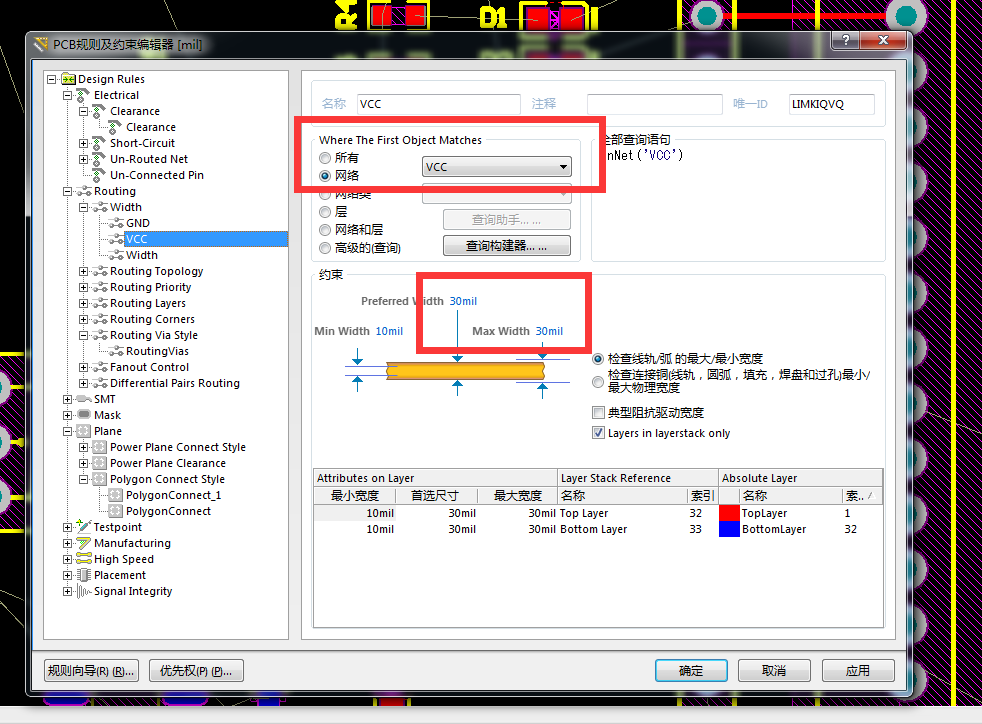 R4
D1
PCB规则及约束编辑器 [mil]
Design Rules
Electrical
Clearance
Clearance
Short-Circuit
Un-Routed Net
Un-Connected Pin
Routing
Width
GND
VCC
Width
Routing Topology
Routing Priority
Routing Layers
Routing Corners
Routing Via Style
RoutingVias
Fanout Control
Differential Pairs Routing
SMT
Mask
Plane
Power Plane Connect Style
Power Plane Clearance
Polygon Connect Style
PolygonConnect_1
PolygonConnect
Testpoint
Manufacturing
High Speed
Placement
Signal Integrity
名称 VCC 注释 唯一ID LIMKIQVQ
Where The First Object Matches
所有
网络
VCC
网络类
层
网络和层
高级的(查询)
查询助手... ...
查询构建器... ...
全部查询语句
nNet('VCC')
约束
Preferred Width 30mil
Min Width 10mil
Max Width 30mil
检查线轨/弧 的最大/最小宽度
检查连接铜(线轨，圆弧，填充，焊盘和过孔)最小/
最大物理宽度
典型阻抗驱动宽度
Layers in layerstack only
Attributes on Layer Layer Stack Reference Absolute Layer
最小宽度 首选尺寸 最大宽度 名称 索引 名称 索..
10mil 30mil 30mil Top Layer 32 TopLayer 1
10mil 30mil 30mil Bottom Layer 33 BottomLayer 32
规则向导(R) (R)... 优先权(P) (P)... 确定 取消 应用